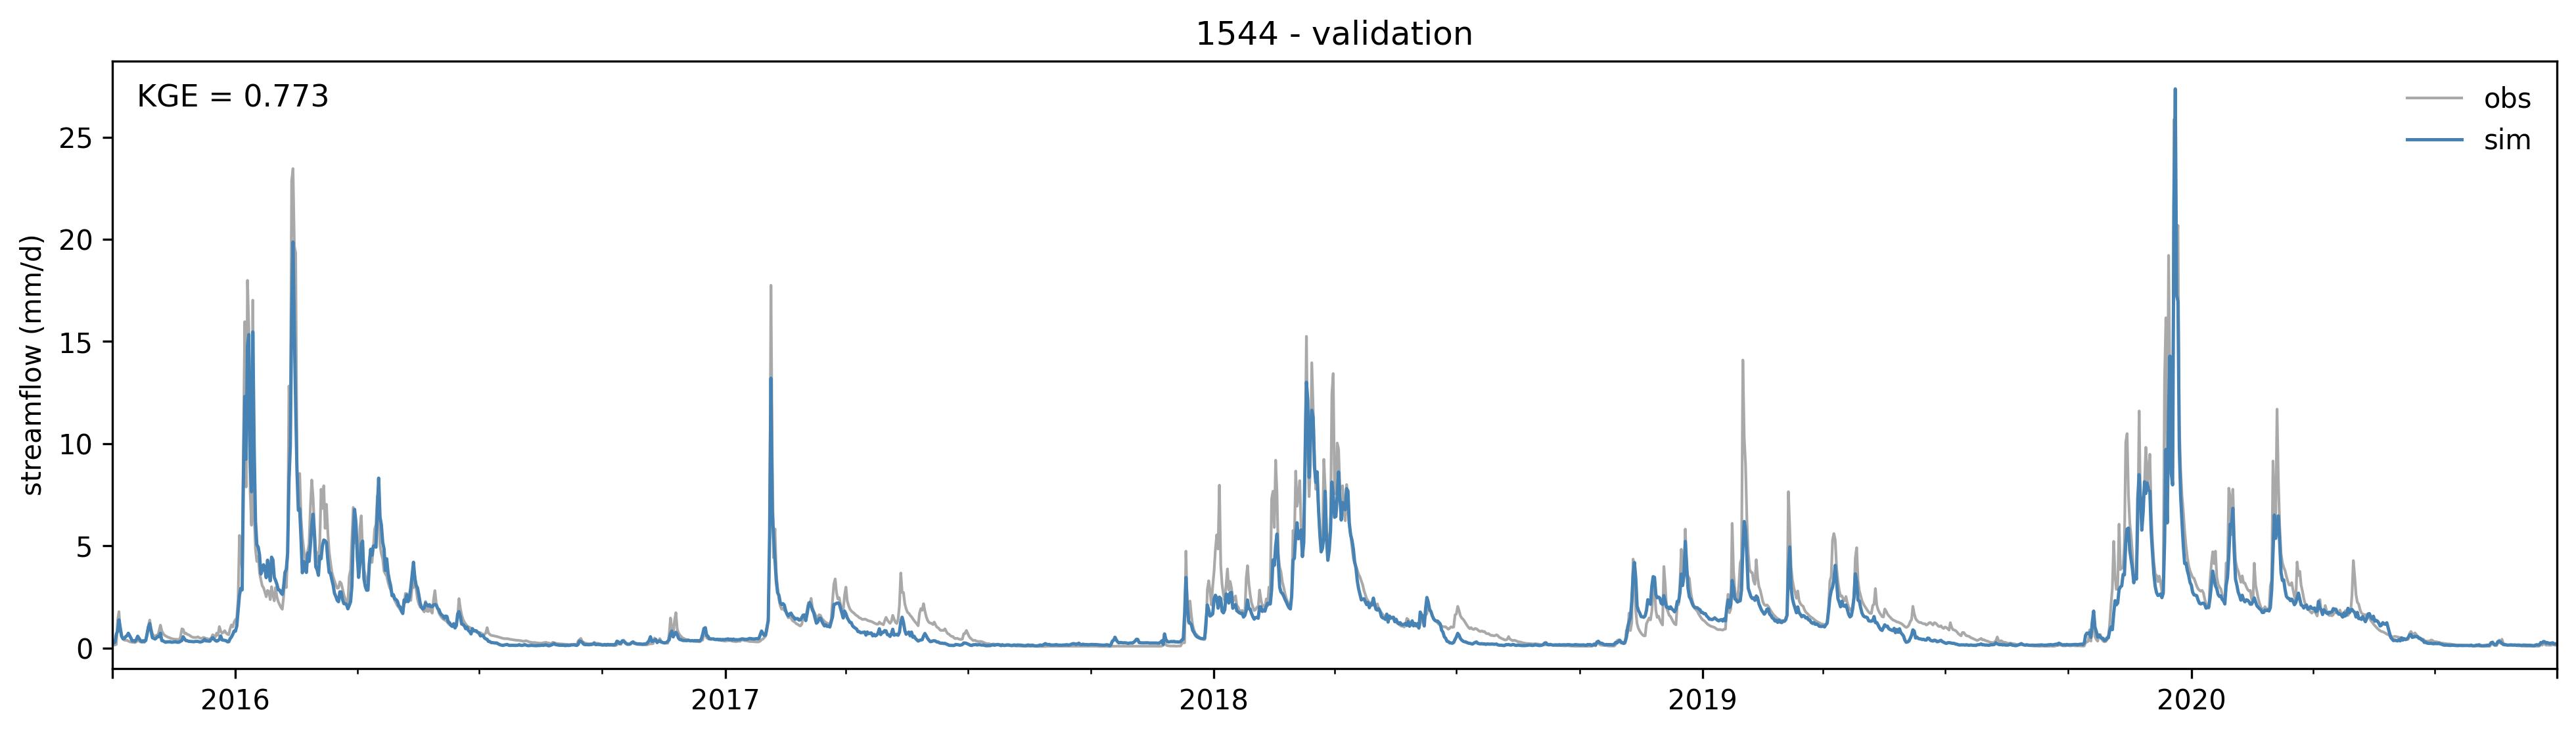 1544 - validation
KGE = 0.773
obs
sim
streamflow (mm/d)
25
20
15
10
5
0
2016 2017 2018 2019 2020